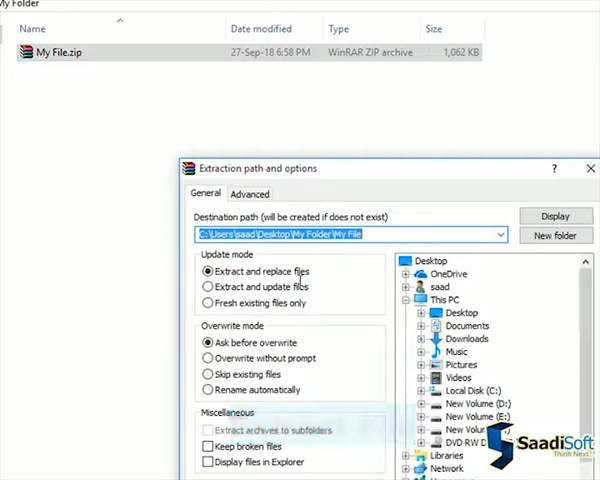 My Folder
Name Date modified Type Size
My File.zip 27-Sep-18 6:58 PM WinRAR ZIP archive 1,062 KB
Extraction path and options ?
General Advanced
Destination path (will be created if does not exist)
Display
C:\Users\saad\Desktop\My Folder\My File
New folder
Update mode
Extract and replace files
Extract and update files
Fresh existing files only
Overwrite mode
Ask before overwrite
Overwrite without prompt
Skip existing files
Rename automatically
Miscellaneous
Extract archives to subfolders
Keep broken files
Display files in Explorer
Desktop
OneDrive
saad
This PC
Desktop
Documents
Downloads
Music
Pictures
Videos
Local Disk (C:)
New Volume (D:)
New Volume (E:)
New Volume (F:)
DVD RW D
Libraries
Network
SaadiSoft
Think Next